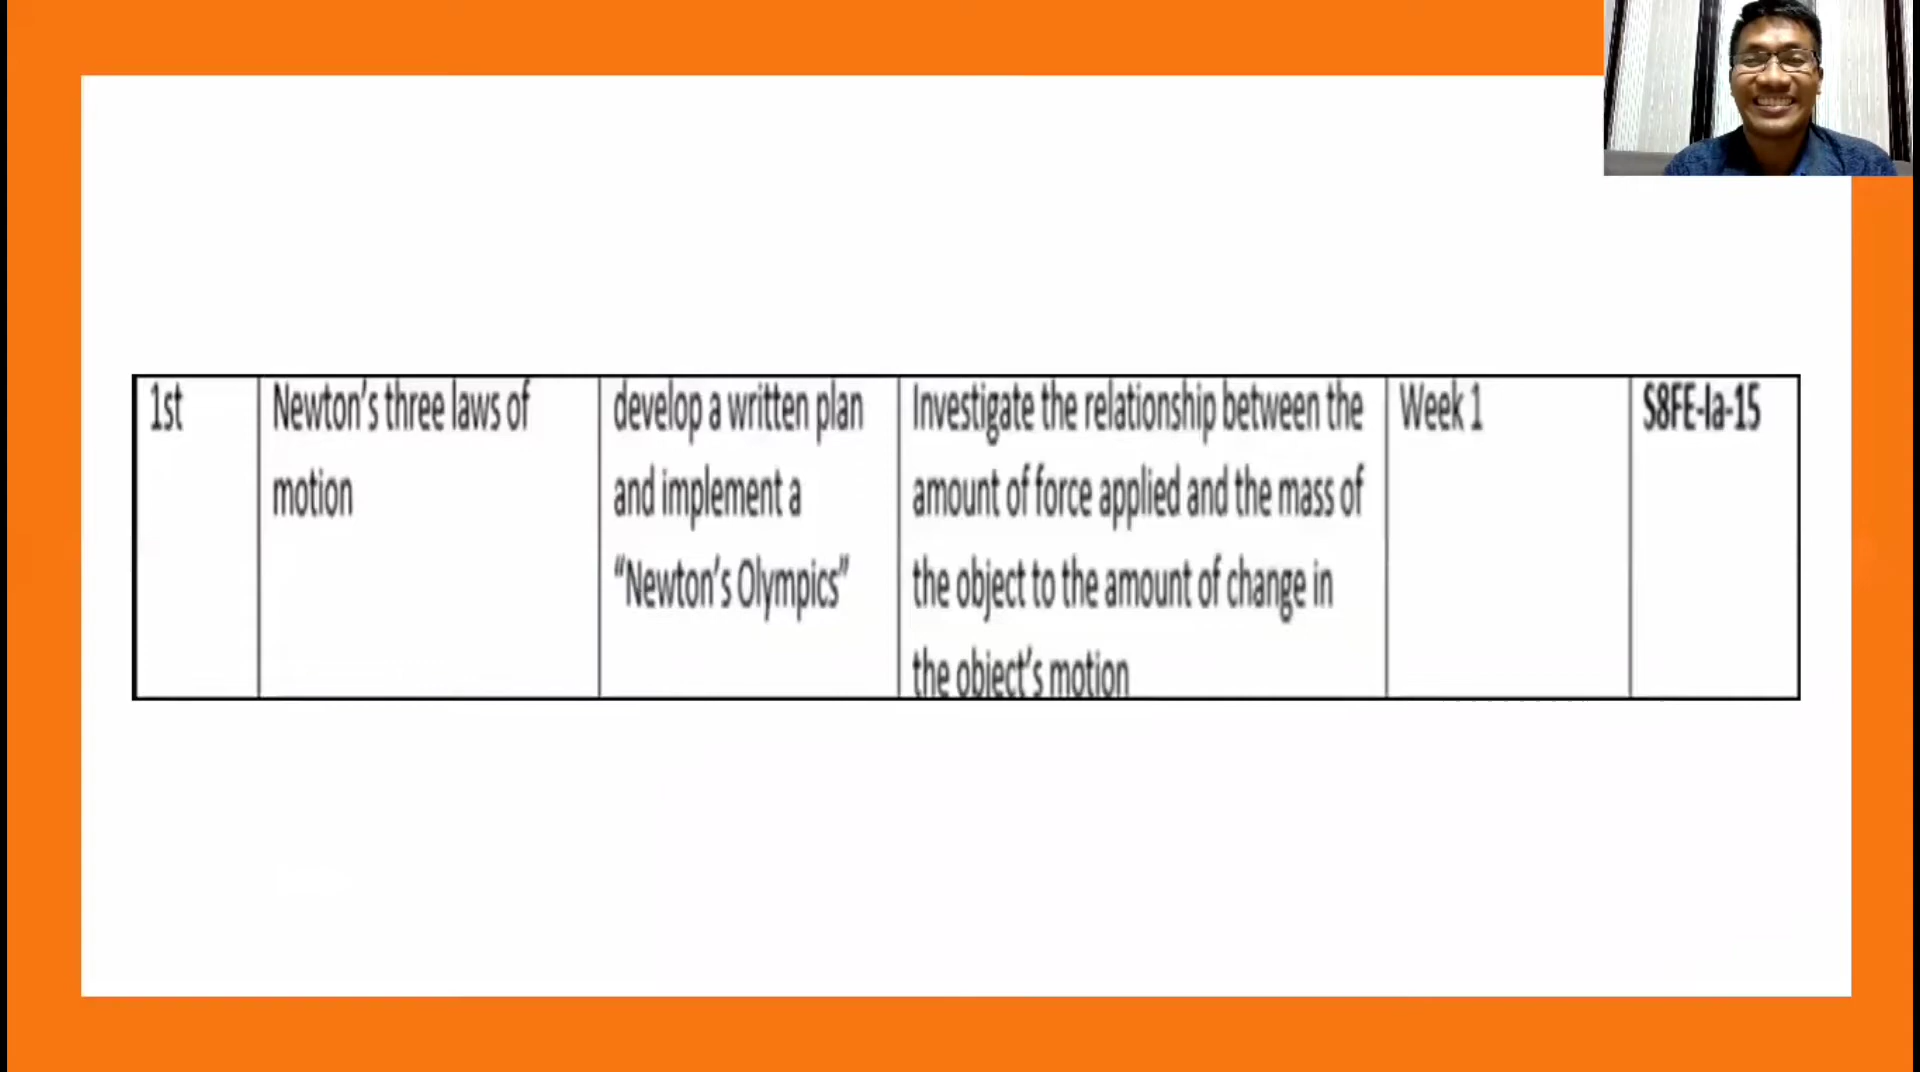 1st
Newton's three laws of
motion
develop a written plan
and implement a
“Newton's Olympics”
Investigate the relationship between the
amount of force applied and the mass of
the object to the amount of change in
the object's motion
Week 1
S8FE-Ia-15